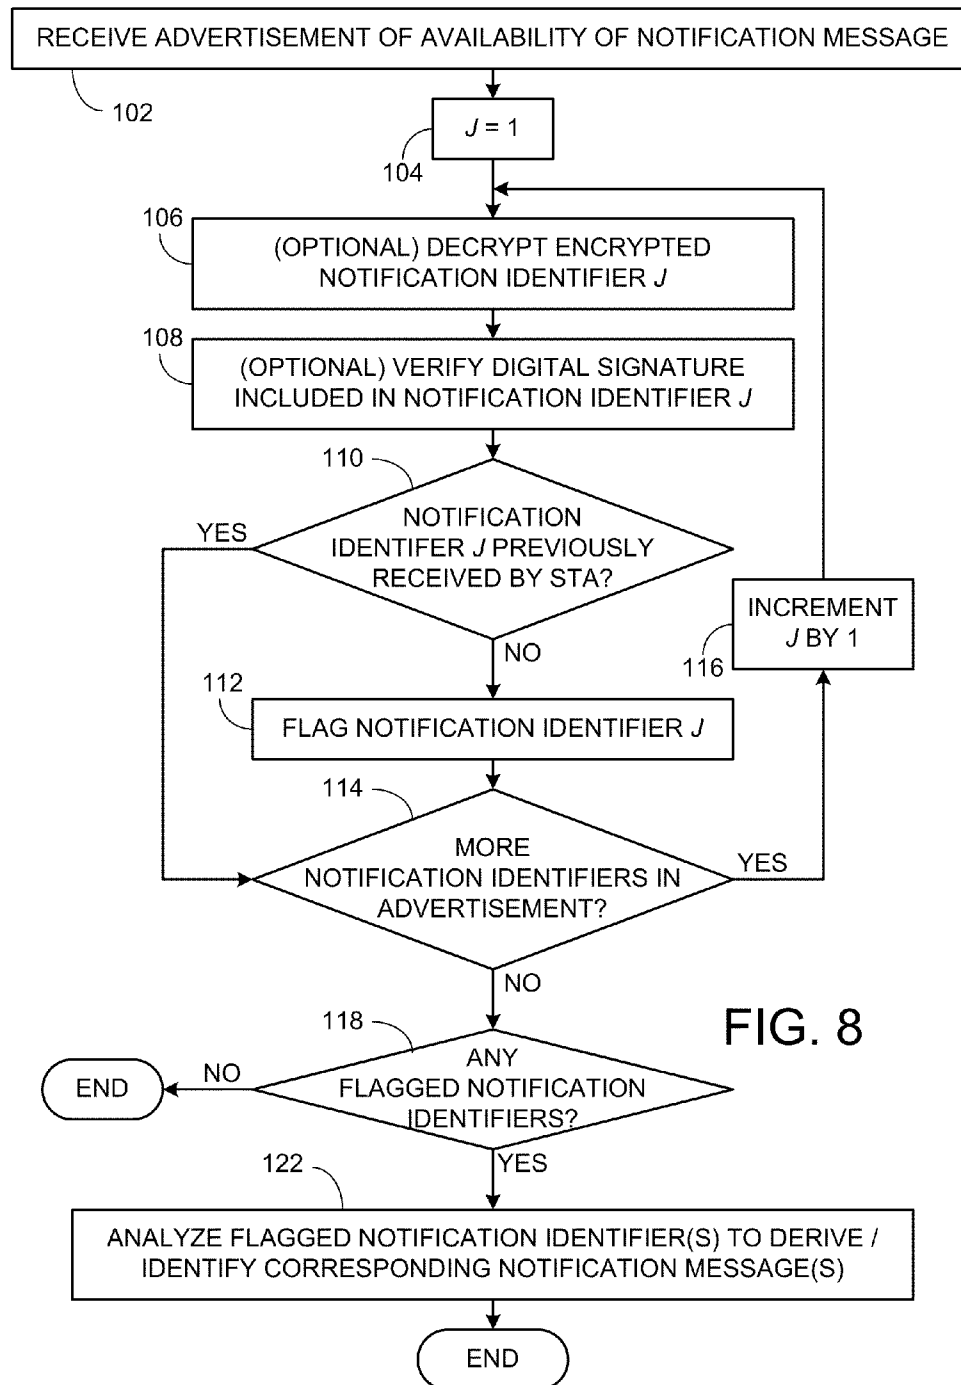 RECEIVE ADVERTISEMENT OF AVAILABILITY OF NOTIFICATION MESSAGE
102
J = 1
104
106
(OPTIONAL) DECRYPT ENCRYPTED
NOTIFICATION IDENTIFIER J
108
(OPTIONAL) VERIFY DIGITAL SIGNATURE
INCLUDED IN NOTIFICATION IDENTIFIER J
110
YES
NOTIFICATION
IDENTIFER J PREVIOUSLY
RECEIVED BY STA?
INCREMENT
J BY 1
116
NO
112
FLAG NOTIFICATION IDENTIFIER J
114
MORE
NOTIFICATION IDENTIFIERS IN
ADVERTISEMENT?
YES
NO
FIG. 8
118
ANY
FLAGGED NOTIFICATION
IDENTIFIERS?
NO
END
YES
122
ANALYZE FLAGGED NOTIFICATION IDENTIFIER(S) TO DERIVE /
IDENTIFY CORRESPONDING NOTIFICATION MESSAGE(S)
END